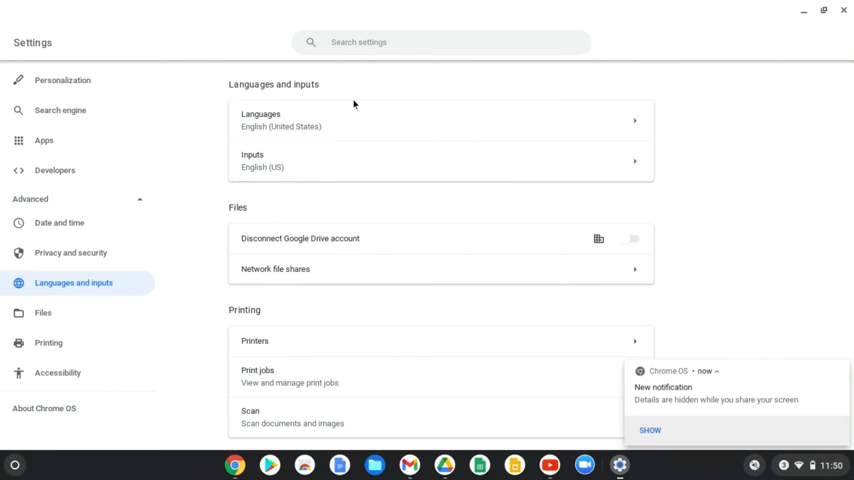 Settings
Search settings
Personalization
Search engine
Apps
Developers
Advanced
Date and time
Privacy and security
Languages and inputs
Files
Printing
Accessibility
About Chrome OS
Languages and inputs
Languages
English (United States)
Inputs
English (US)
Files
Disconnect Google Drive account
Network file shares
Printing
Printers
Print jobs
View and manage print jobs
Scan
Scan documents and images
Chrome OS • now
New notification
Details are hidden while you share your screen
SHOW
3
11:50